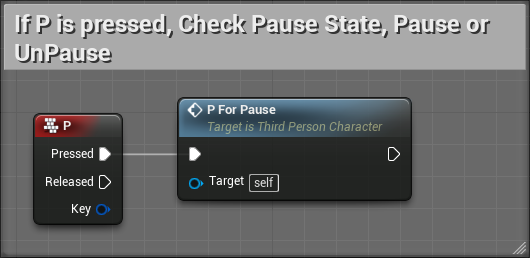 If P is pressed, Check Pause State, Pause or
UnPause
P
Pressed
Released
Key
P For Pause
Target is Third Person Character
Target self